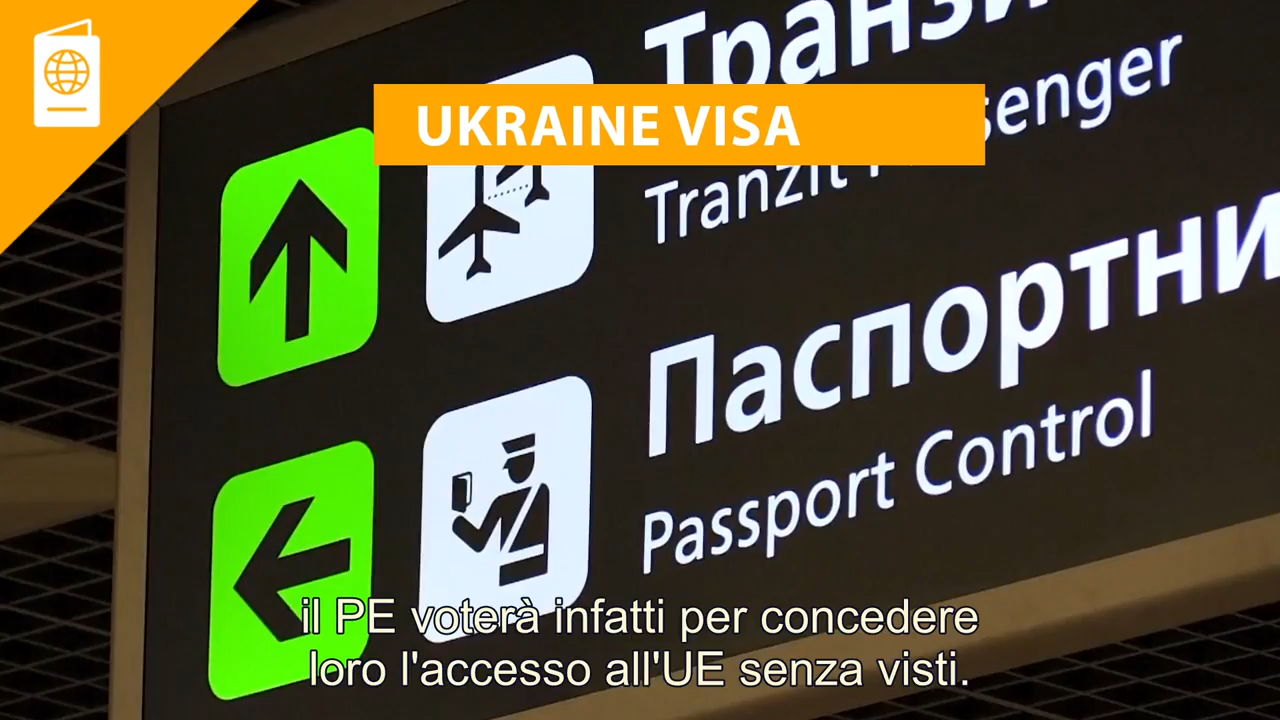 UKRAINE VISA
Транзи
Tranzit senger
Паспортни
Passport Control
il PE voterà infatti per concedere
loro l'accesso all'UE senza visti.